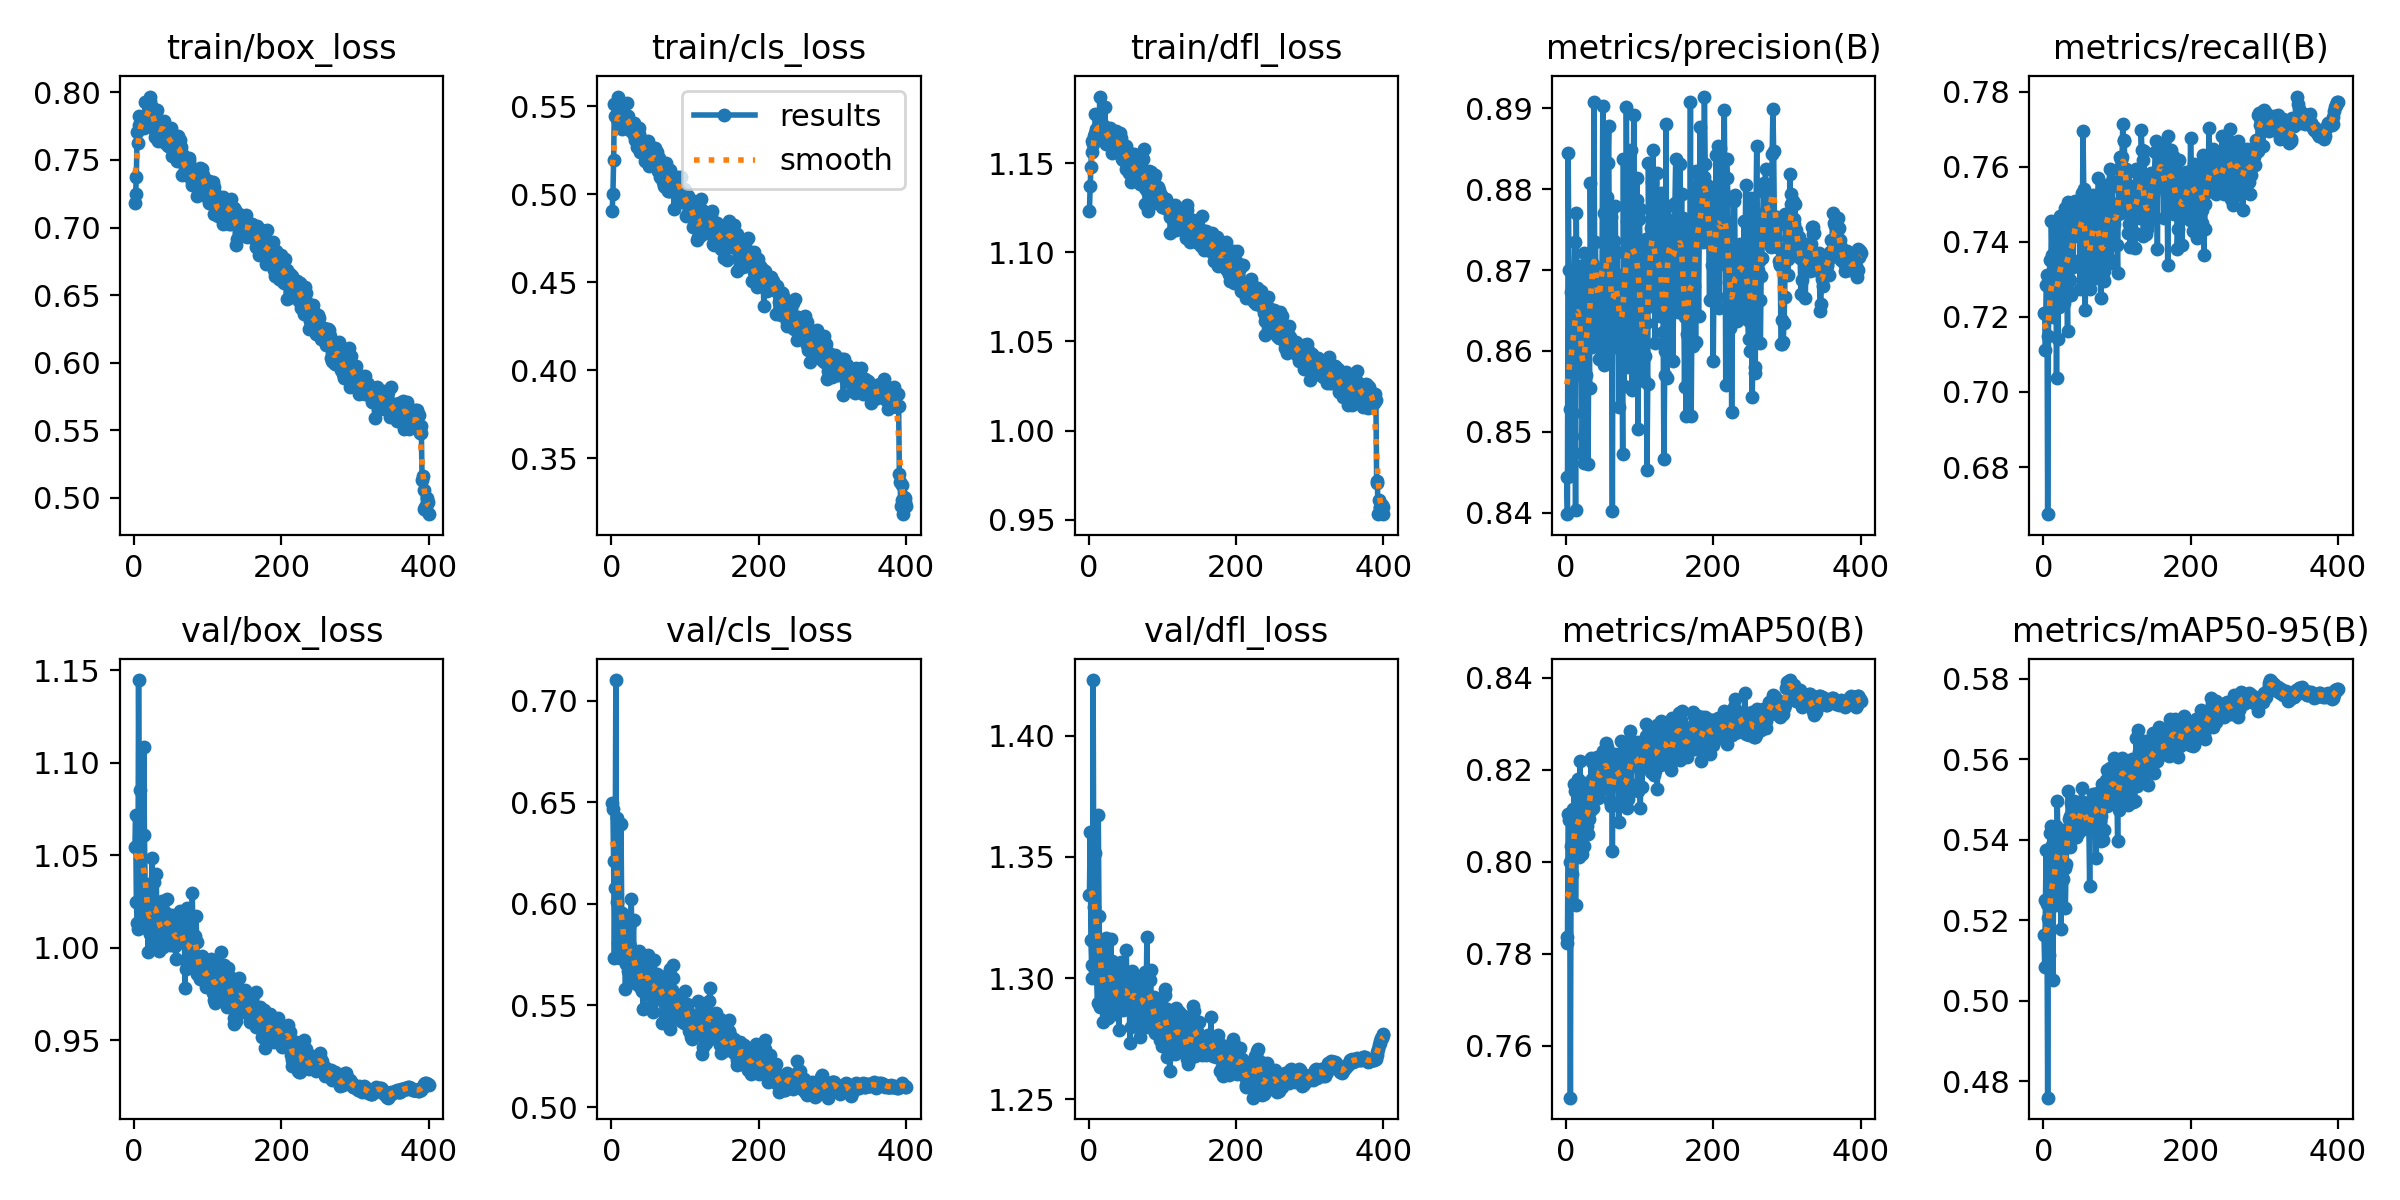 train/box_loss
0.80
0.75
0.70
0.65
0.60
0.55
0.50
0 200 400
train/cls_loss
results
smooth
0.55
0.50
0.45
0.40
0.35
0 200 400
train/dfl_loss
1.15
1.10
1.05
1.00
0.95
0 200 400
metrics/precision(B)
0.89
0.88
0.87
0.86
0.85
0.84
0 200 400
metrics/recall(B)
0.78
0.76
0.74
0.72
0.70
0.68
0 200 400
val/box_loss
1.15
1.10
1.05
1.00
0.95
0 200 400
val/cls_loss
0.70
0.65
0.60
0.55
0.50
0 200 400
val/dfl_loss
1.40
1.35
1.30
1.25
0 200 400
metrics/mAP50(B)
0.84
0.82
0.80
0.78
0.76
0 200 400
metrics/mAP50-95(B)
0.58
0.56
0.54
0.52
0.50
0.48
0 200 400